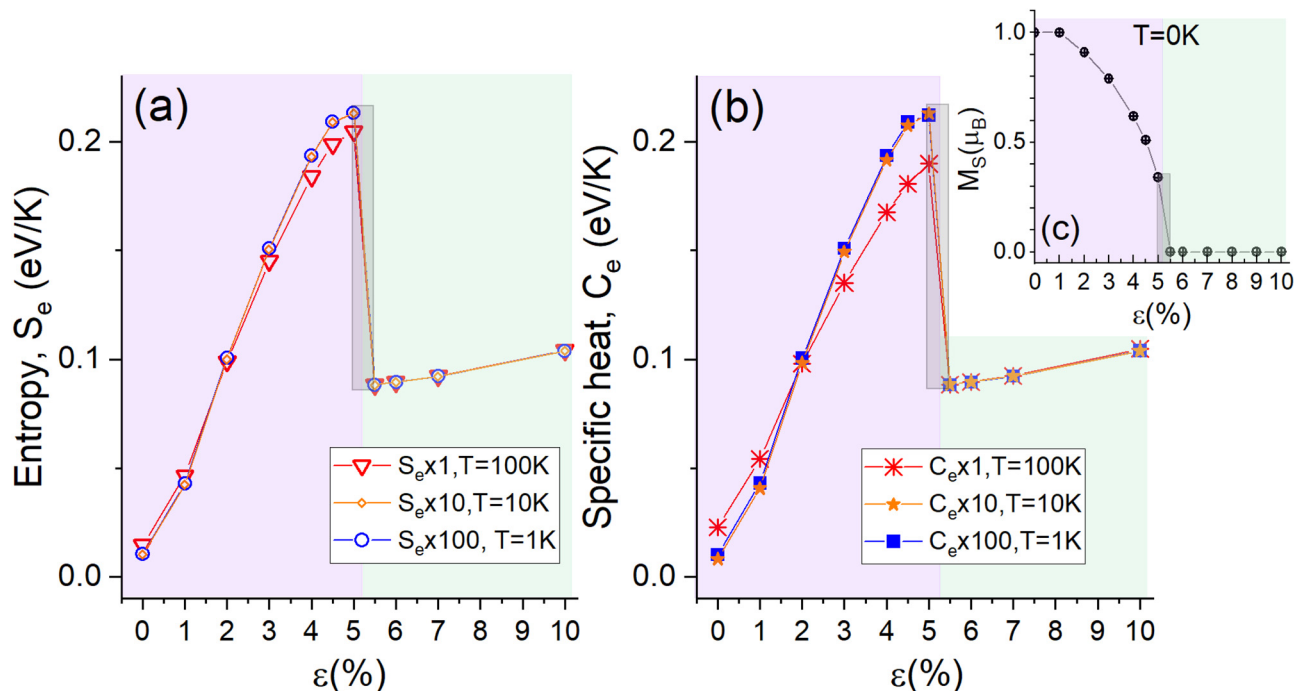 (a)
Entropy, Sₑ (eV/K)
0.2
0.1
0.0
Sₑx1,T=100K
Sₑx10,T=10K
Sₑx100, T=1K
0 1 2 3 4 5 6 7 8 9 10
ε(%)
(b)
Specific heat, Cₑ (eV/K)
0.2
0.1
0.0
Cₑx1,T=100K
Cₑx10,T=10K
Cₑx100,T=1K
0 1 2 3 4 5 6 7 8 9 10
ε(%)
T=0K
M_S(μ_B)
1.0
0.5
0.0
(c)
0 1 2 3 4 5 6 7 8 9 10
ε(%)